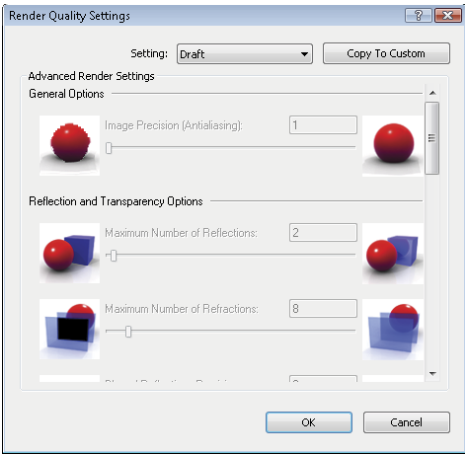 Render Quality Settings
Setting: Draft Copy To Custom
Advanced Render Settings
General Options
Image Precision (Antialiasing): 1
Reflection and Transparency Options
Maximum Number of Reflections: 2
Maximum Number of Refractions: 8
OK Cancel